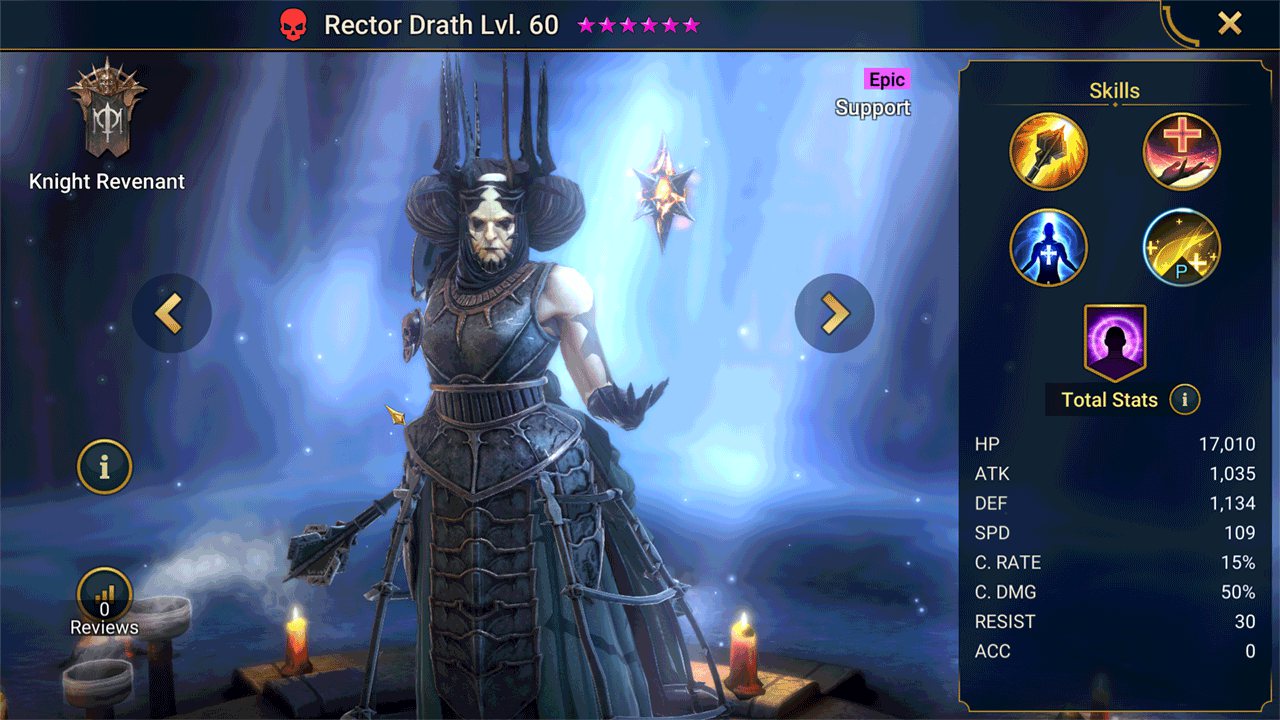 Rector Drath Lvl. 60
Epic
Support
Knight Revenant
0
Reviews
Skills
P
Total Stats
HP 17,010
ATK 1,035
DEF 1,134
SPD 109
C. RATE 15%
C. DMG 50%
RESIST 30
ACC 0